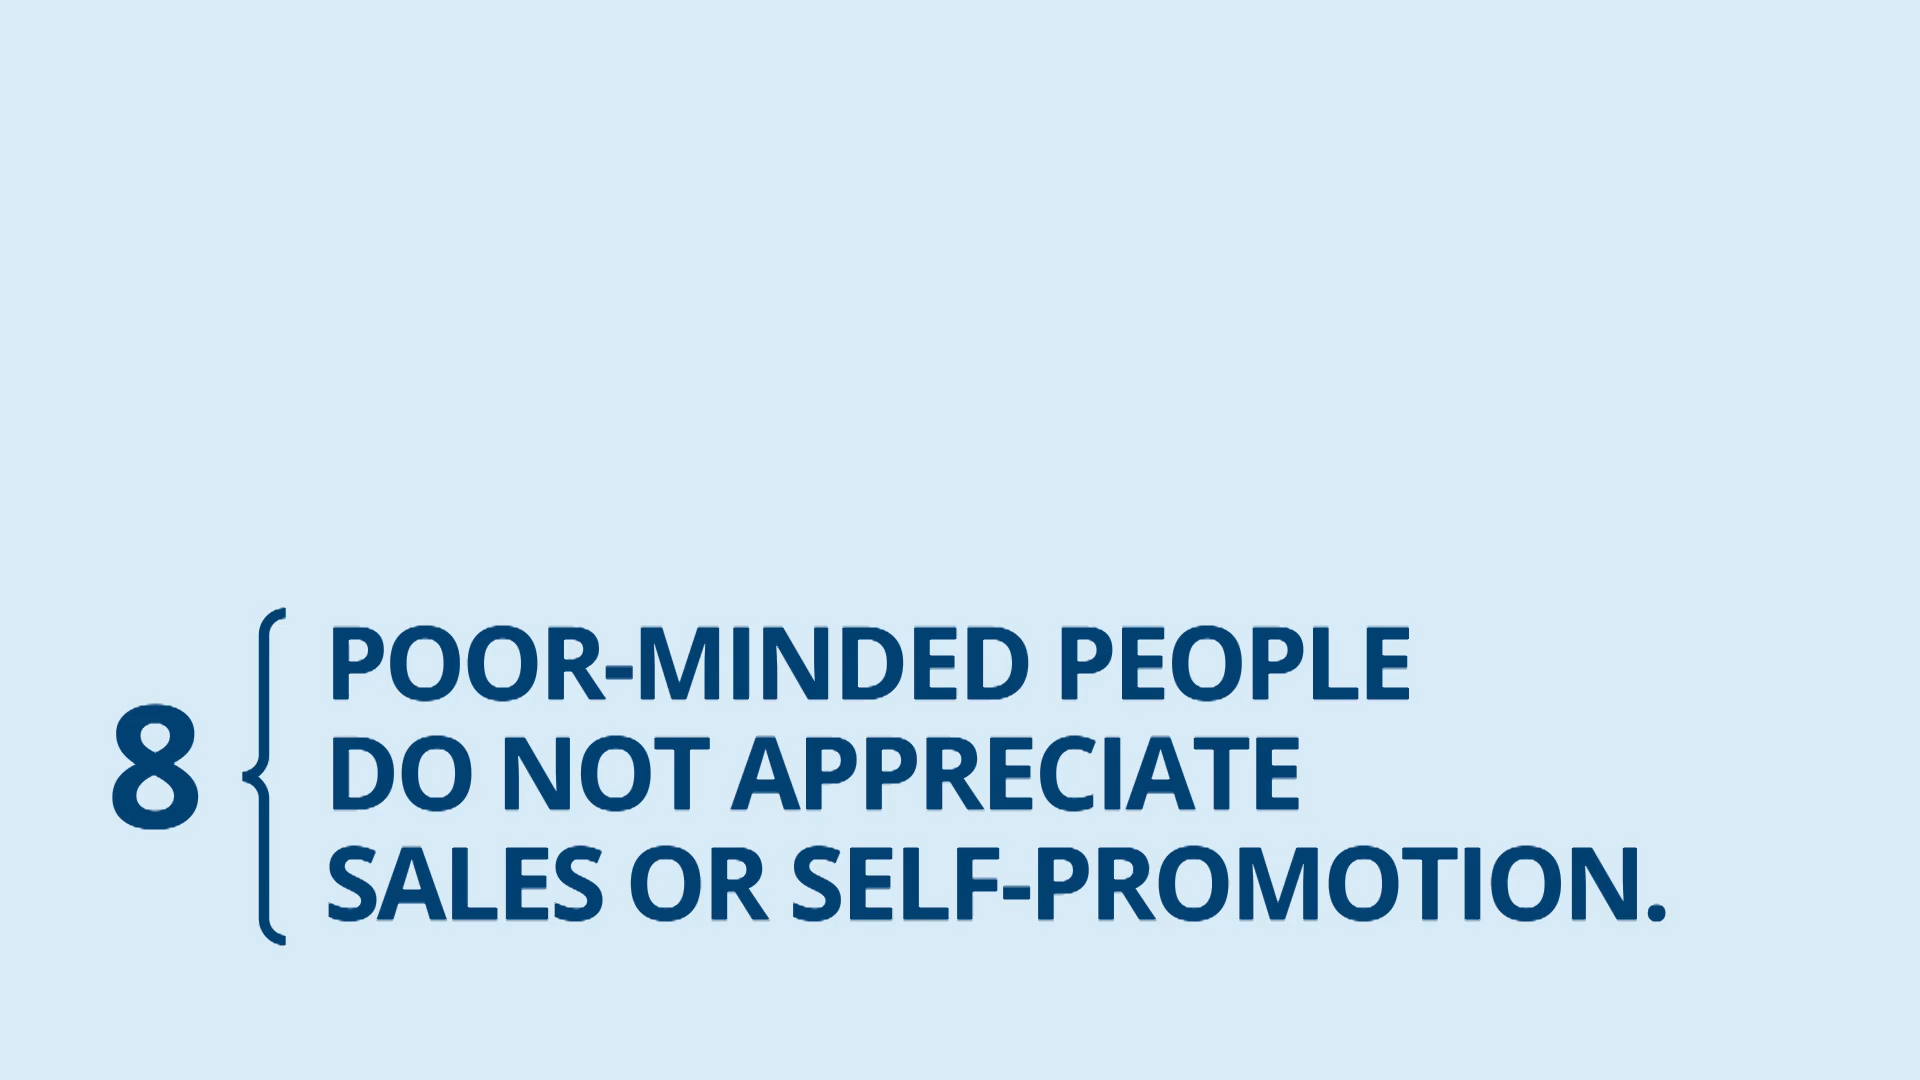 8
POOR-MINDED PEOPLE
DO NOT APPRECIATE
SALES OR SELF-PROMOTION.